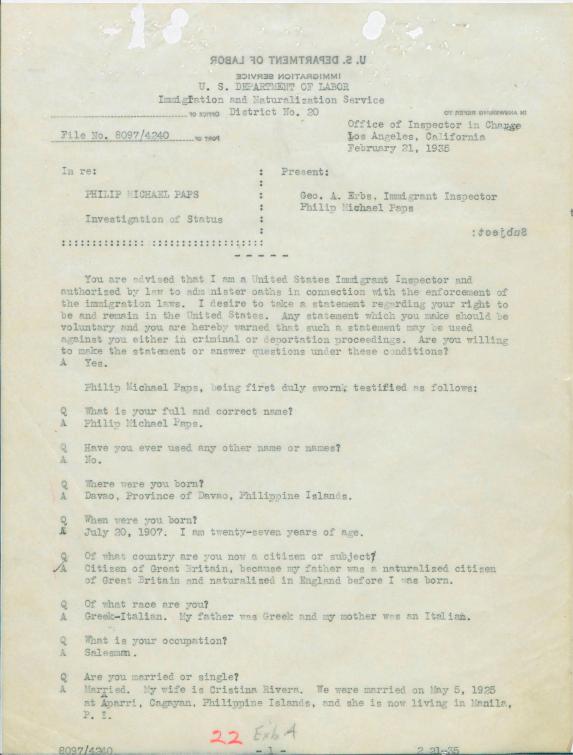 U. S. DEPARTMENT OF LABOR
IMMIGRATION SERVICE
U. S. DEPARTMENT OF LABOR
Immigration and Naturalization Service
District No. 20
OFFICE OF
IN ANSWERING REFER TO
Office of Inspector in Charge
File No. 8097/4240
PORT OF
Los Angeles, California
February 21, 1935
In re: : Present:
:
PHILIP MICHAEL PAPS : Geo. A. Erbs, Immigrant Inspector
: Philip Michael Paps
Investigation of Status :
Subject:
:::::::::::::: :::::::::::::::::::
- - - - -
You are advised that I am a United States Immigrant Inspector and
authorized by law to adm nister oaths in connection with the enforcement of
the immigration laws. I desire to take a statement regarding your right to
be and remain in the United States. Any statement which you make should be
voluntary and you are hereby warned that such a statement may be used
against you either in criminal or deportation proceedings. Are you willing
to make the statement or answer questions under these conditions?
A Yes.
Philip Michael Paps, being first duly sworn, testified as follows:
Q What is your full and correct name?
A Philip Michael Paps.
Q Have you ever used any other name or names?
A No.
Q Where were you born?
A Davao, Province of Davao, Philippine Islands.
Q When were you born?
A July 20, 1907. I am twenty-seven years of age.
Q Of what country are you now a citizen or subject?
A Citizen of Great Britain, because my father was a naturalized citizen
of Great Britain and naturalized in England before I was born.
Q Of what race are you?
A Greek-Italian. My father was Greek and my mother was an Italian.
Q What is your occupation?
A Salesman.
Q Are you married or single?
A Married. My wife is Cristina Rivera. We were married on May 5, 1925
at Aparri, Cagayan, Philippine Islands, and she is now living in Manila,
P. I.
22 Exb A
8097/4240 - 1 - 2 21-35